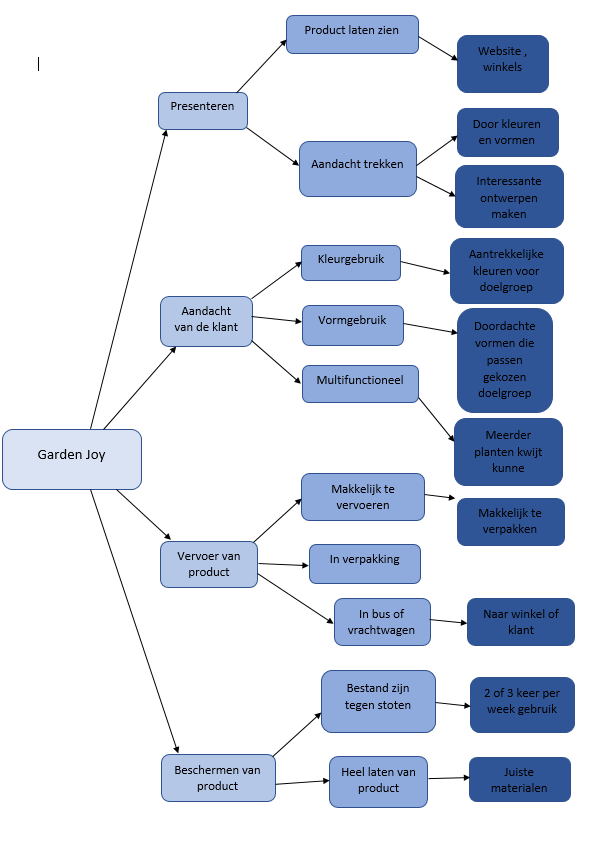 Product laten zien
Website ,
winkels
Presenteren
Door kleuren
en vormen
Aandacht trekken
Interessante
ontwerpen
maken
Kleurgebruik
Aantrekkelijke
kleuren voor
doelgroep
Aandacht
van de klant
Vormgebruik
Doordachte
vormen die
passen
gekozen
doelgroep
Multifunctioneel
Meerder
planten kwijt
kunne
Garden Joy
Makkelijk te
vervoeren
Makkelijk te
verpakken
Vervoer van
product
In verpakking
In bus of
vrachtwagen
Naar winkel of
klant
Bestand zijn
tegen stoten
2 of 3 keer per
week gebruik
Beschermen van
product
Heel laten van
product
Juiste
materialen